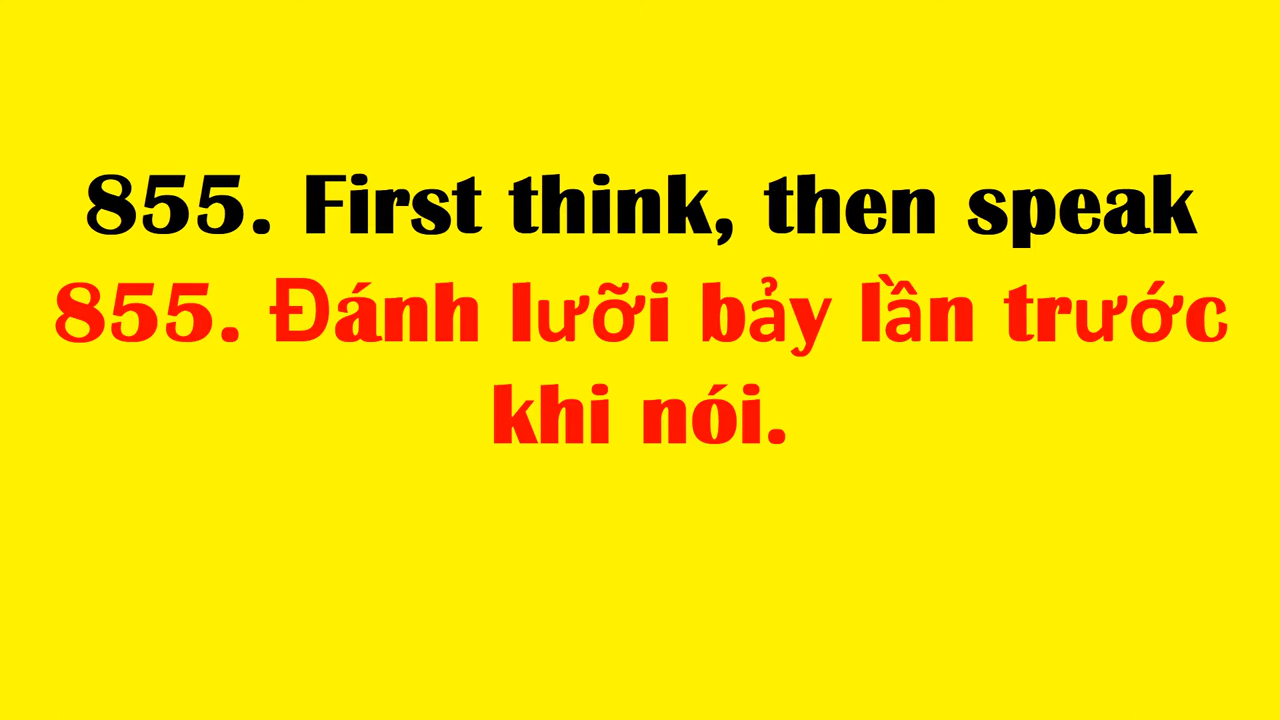 855. First think, then speak
855. Đánh lưỡi bảy lần trước
khi nói.